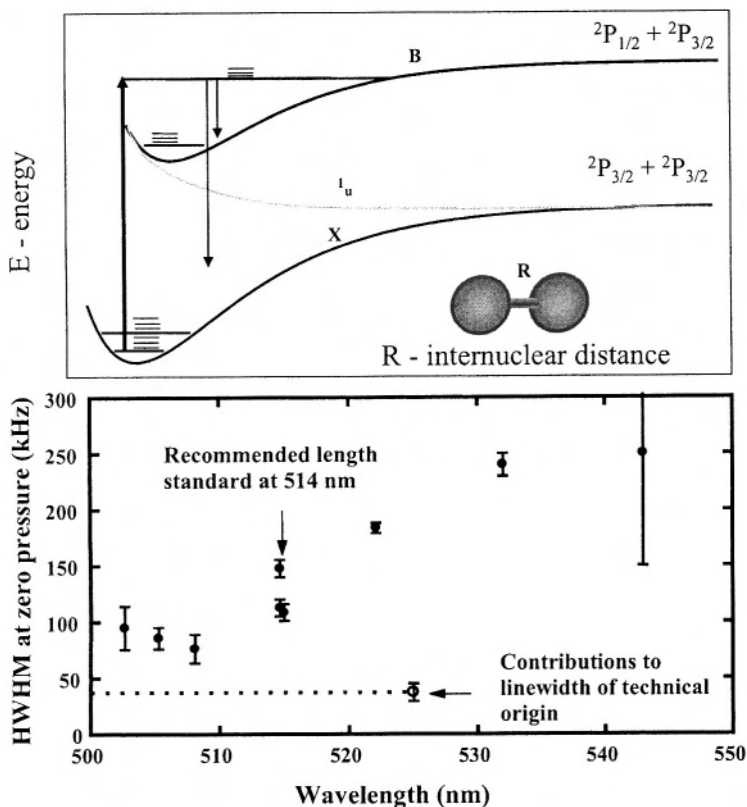 B
²P₁/₂ + ²P₃/₂
¹ᵤ
²P₃/₂ + ²P₃/₂
X
E - energy
R
R - internuclear distance
300
250
200
150
100
50
0
HWHM at zero pressure (kHz)
Recommended length
standard at 514 nm
Contributions to
linewidth of technical
origin
500
510
520
530
540
550
Wavelength (nm)